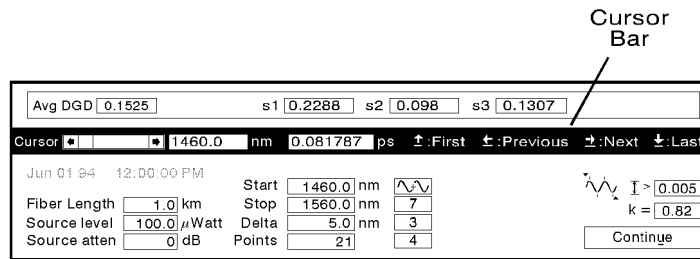 Cursor
Bar
Avg DGD 0.1525 s1 0.2288 s2 0.098 s3 0.1307
Cursor 1460.0 nm 0.081787 ps :First :Previous :Next :Last
Jun 01 94 12:00:00 PM
Start 1460.0 nm
Fiber Length 1.0 km Stop 1560.0 nm 7
Source level 100.0 µWatt Delta 5.0 nm 3
Source atten 0 dB Points 21 4
> 0.005
k = 0.82
Continue